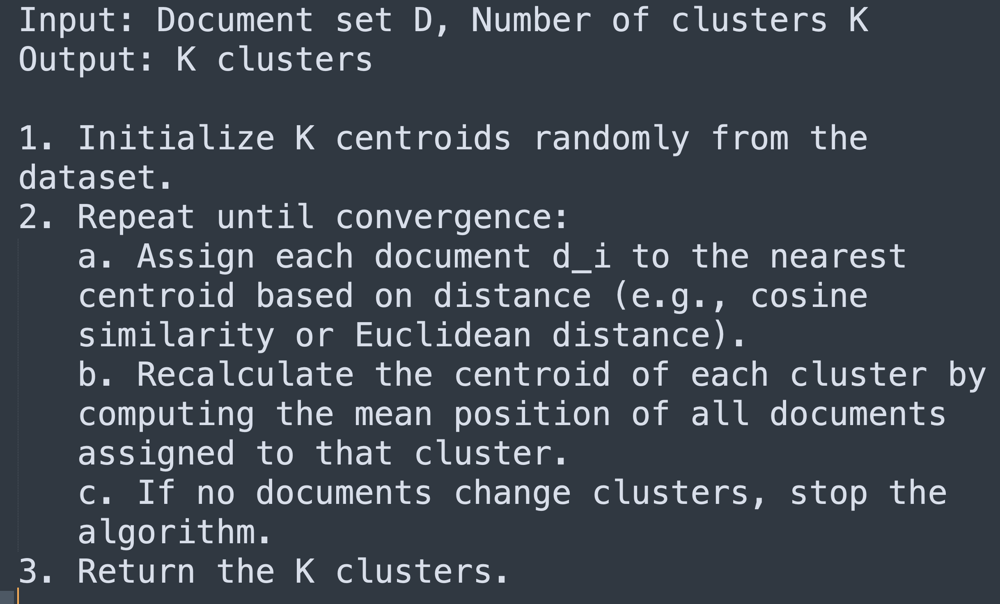 Input: Document set D, Number of clusters K
Output: K clusters

1. Initialize K centroids randomly from the
dataset.
2. Repeat until convergence:
   a. Assign each document d_i to the nearest
   centroid based on distance (e.g., cosine
   similarity or Euclidean distance).
   b. Recalculate the centroid of each cluster by
   computing the mean position of all documents
   assigned to that cluster.
   c. If no documents change clusters, stop the
   algorithm.
3. Return the K clusters.